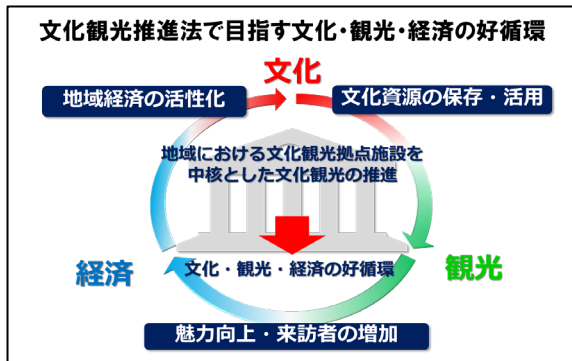 文化観光推進法で目指す文化・観光・経済の好循環
文化
地域経済の活性化
文化資源の保存・活用
地域における文化観光拠点施設を
中核とした文化観光の推進
経済
文化・観光・経済の好循環
観光
魅力向上・来訪者の増加